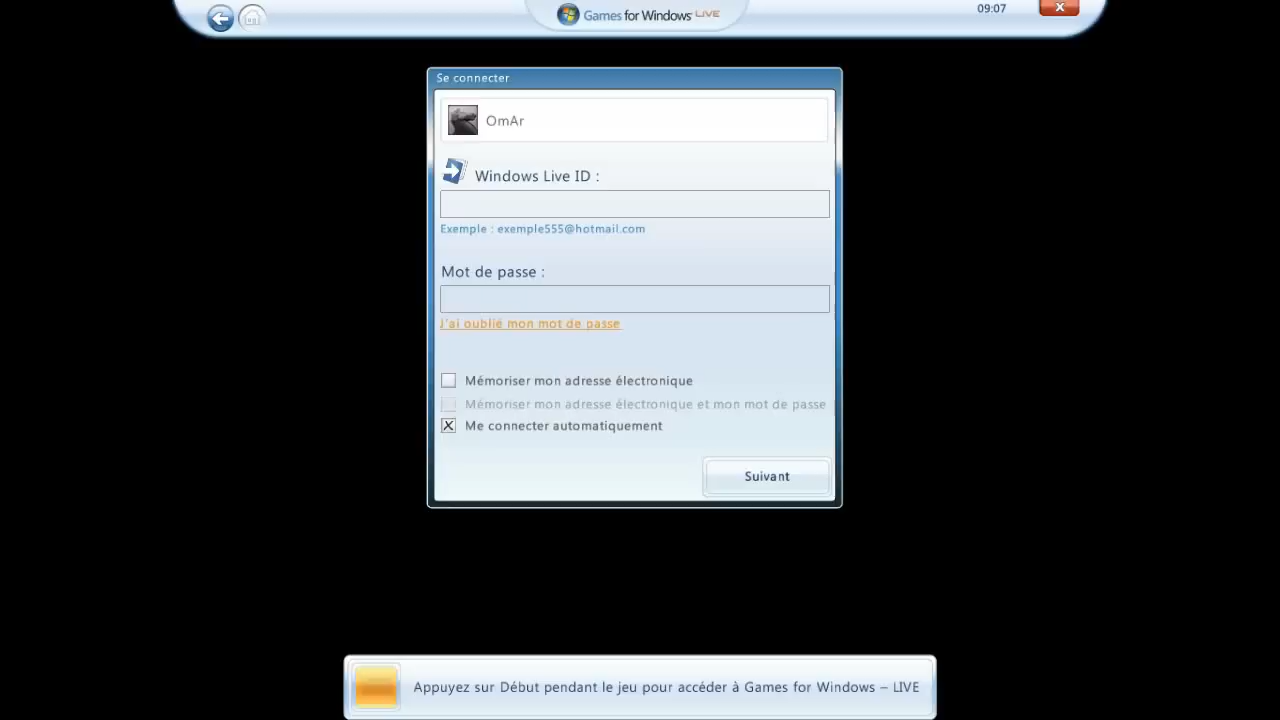 Games for Windows LIVE
09:07
Se connecter
OmAr
Windows Live ID :
Exemple : exemple555@hotmail.com
Mot de passe :
J'ai oublié mon mot de passe
Mémoriser mon adresse électronique
Mémoriser mon adresse électronique et mon mot de passe
Me connecter automatiquement
Suivant
Appuyez sur Début pendant le jeu pour accéder à Games for Windows – LIVE